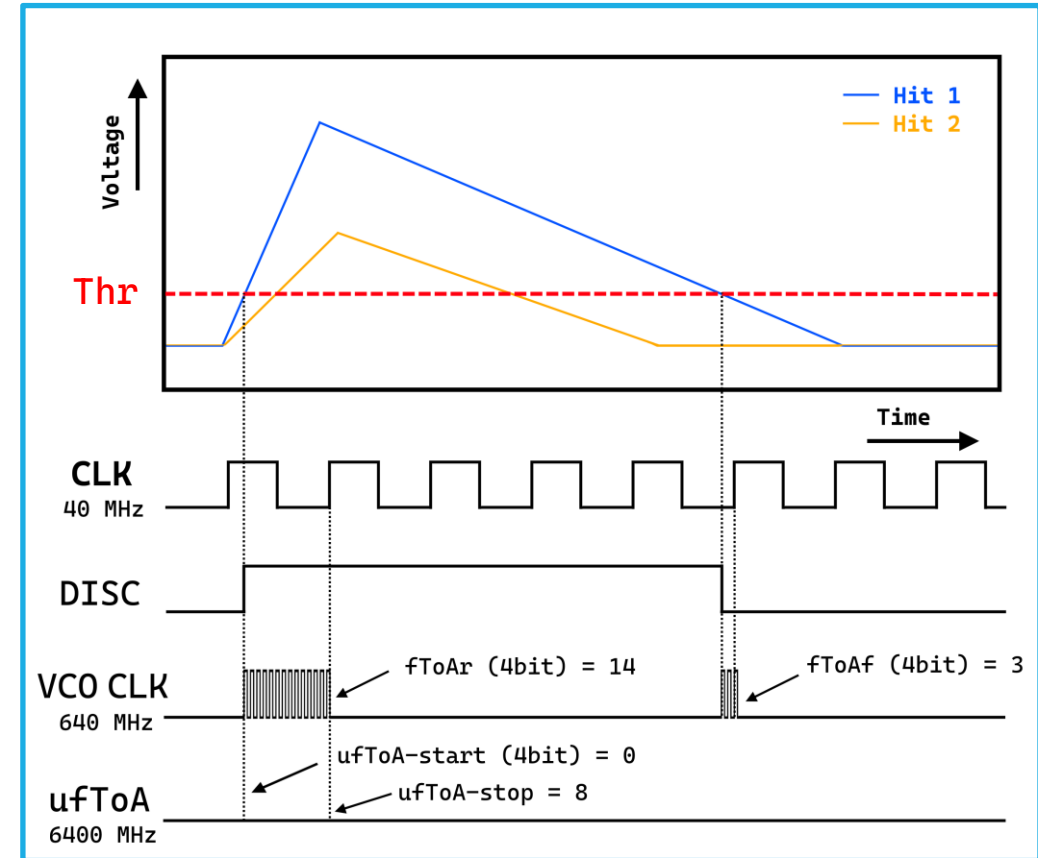 Voltage
Hit 1
Hit 2
Thr
Time
CLK
40 MHz
DISC
fToAr (4bit) = 14
fToAf (4bit) = 3
VCO CLK
640 MHz
ufToA-start (4bit) = 0
ufToA-stop = 8
ufToA
6400 MHz